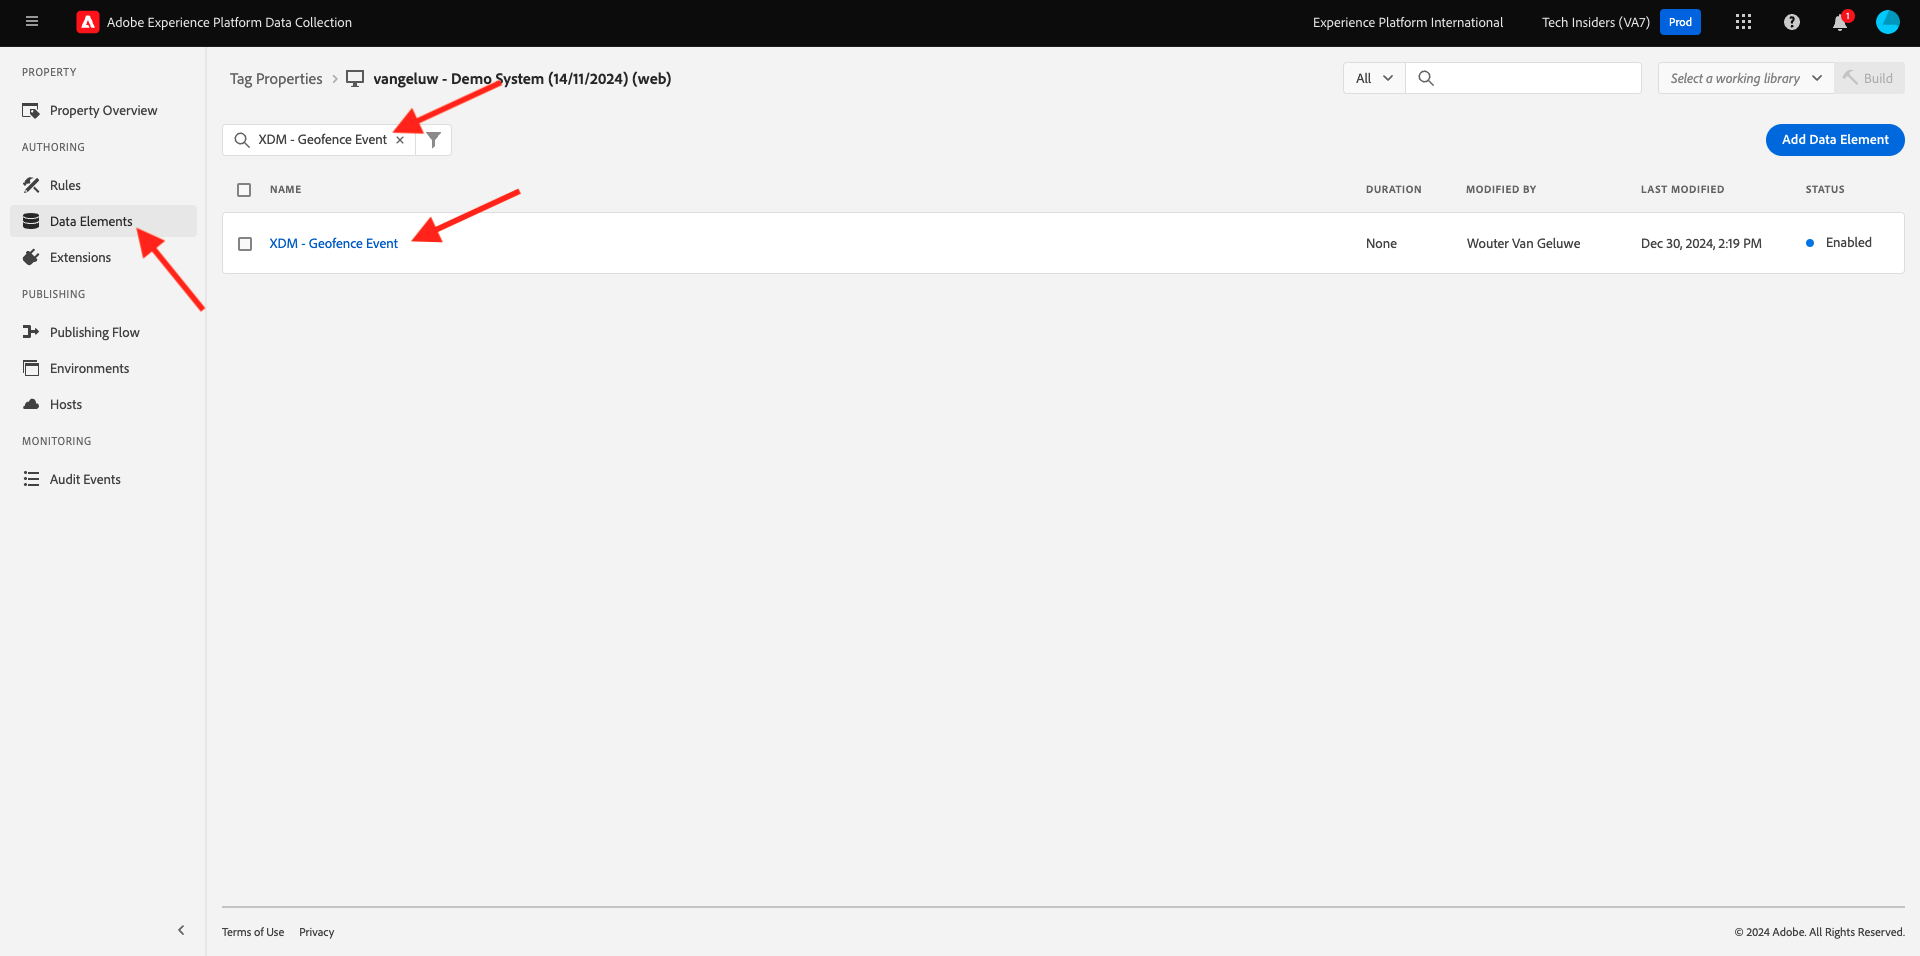 Adobe Experience Platform Data Collection
Experience Platform International
Tech Insiders (VA7)
Prod
1
PROPERTY
Property Overview
AUTHORING
Rules
Data Elements
Extensions
PUBLISHING
Publishing Flow
Environments
Hosts
MONITORING
Audit Events
Tag Properties
vangeluw - Demo System (14/11/2024) (web)
All
Select a working library
Build
XDM - Geofence Event
Add Data Element
NAME DURATION MODIFIED BY LAST MODIFIED STATUS
XDM - Geofence Event None Wouter Van Geluwe Dec 30, 2024, 2:19 PM Enabled
Terms of Use Privacy
© 2024 Adobe. All Rights Reserved.